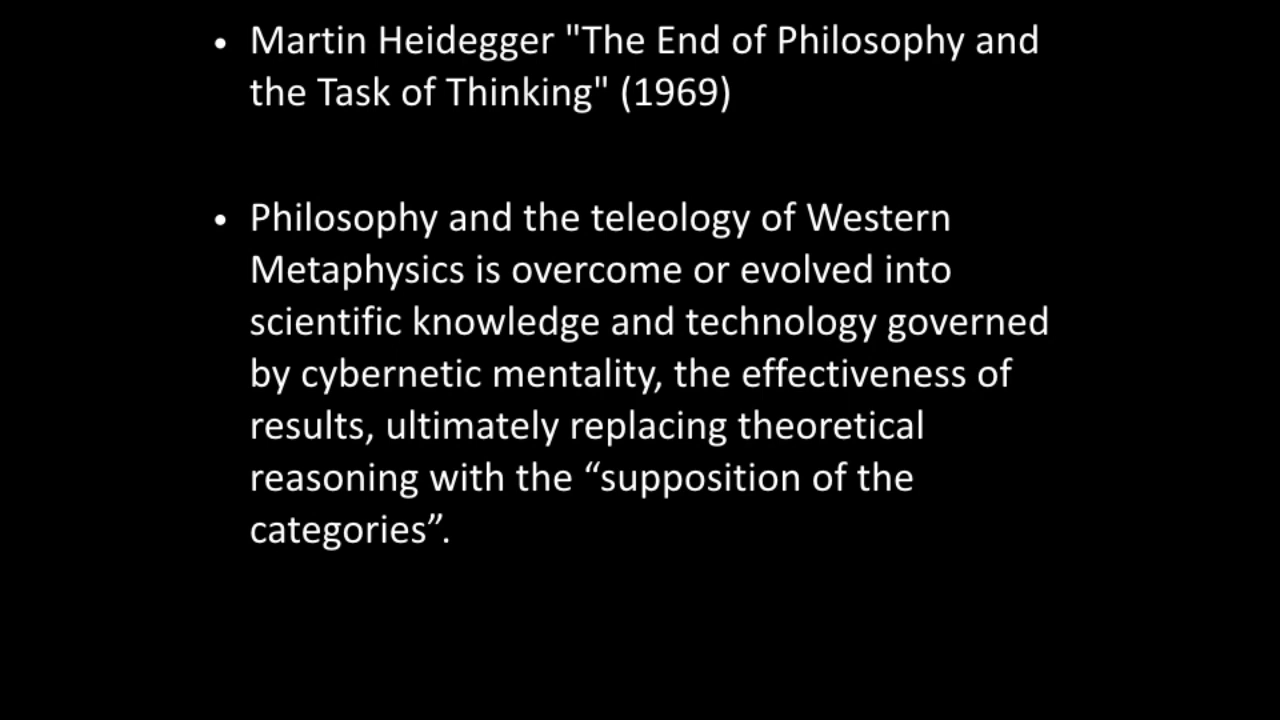 • Martin Heidegger "The End of Philosophy and
the Task of Thinking" (1969)
• Philosophy and the teleology of Western
Metaphysics is overcome or evolved into
scientific knowledge and technology governed
by cybernetic mentality, the effectiveness of
results, ultimately replacing theoretical
reasoning with the “supposition of the
categories”.